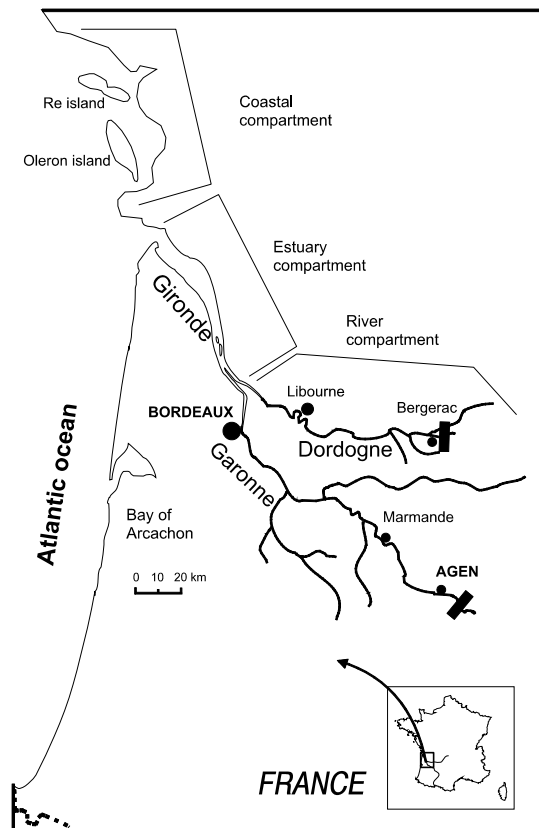 Re island
Coastal
compartment
Oleron island
Estuary
compartment
Gironde
River
compartment
Libourne
BORDEAUX
Bergerac
Dordogne
Garonne
Atlantic ocean
Bay of
Arcachon
Marmande
0 10 20 km
AGEN
FRANCE